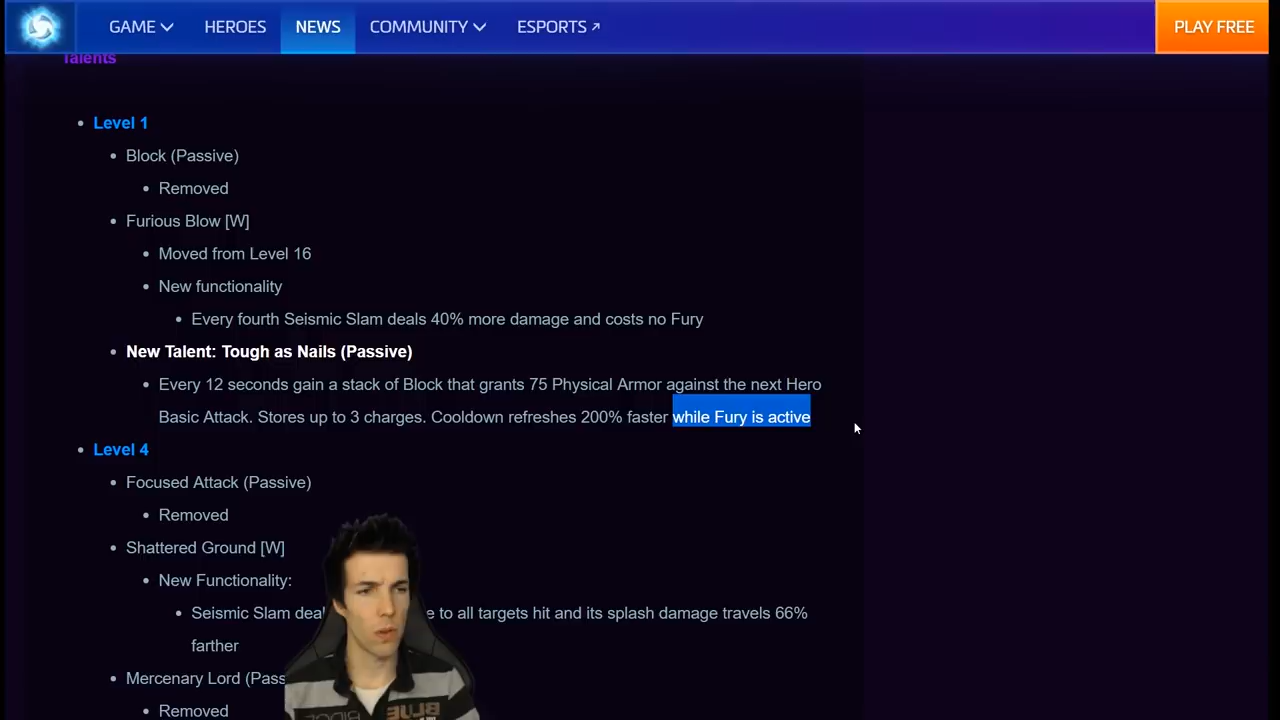 GAME HEROES NEWS COMMUNITY ESPORTS PLAY FREE
Talents
Level 1
Block (Passive)
Removed
Furious Blow [W]
Moved from Level 16
New functionality
Every fourth Seismic Slam deals 40% more damage and costs no Fury
New Talent: Tough as Nails (Passive)
Every 12 seconds gain a stack of Block that grants 75 Physical Armor against the next Hero
Basic Attack. Stores up to 3 charges. Cooldown refreshes 200% faster while Fury is active
Level 4
Focused Attack (Passive)
Removed
Shattered Ground [W]
New Functionality:
Seismic Slam deal to all targets hit and its splash damage travels 66%
farther
Mercenary Lord (Pass
Removed